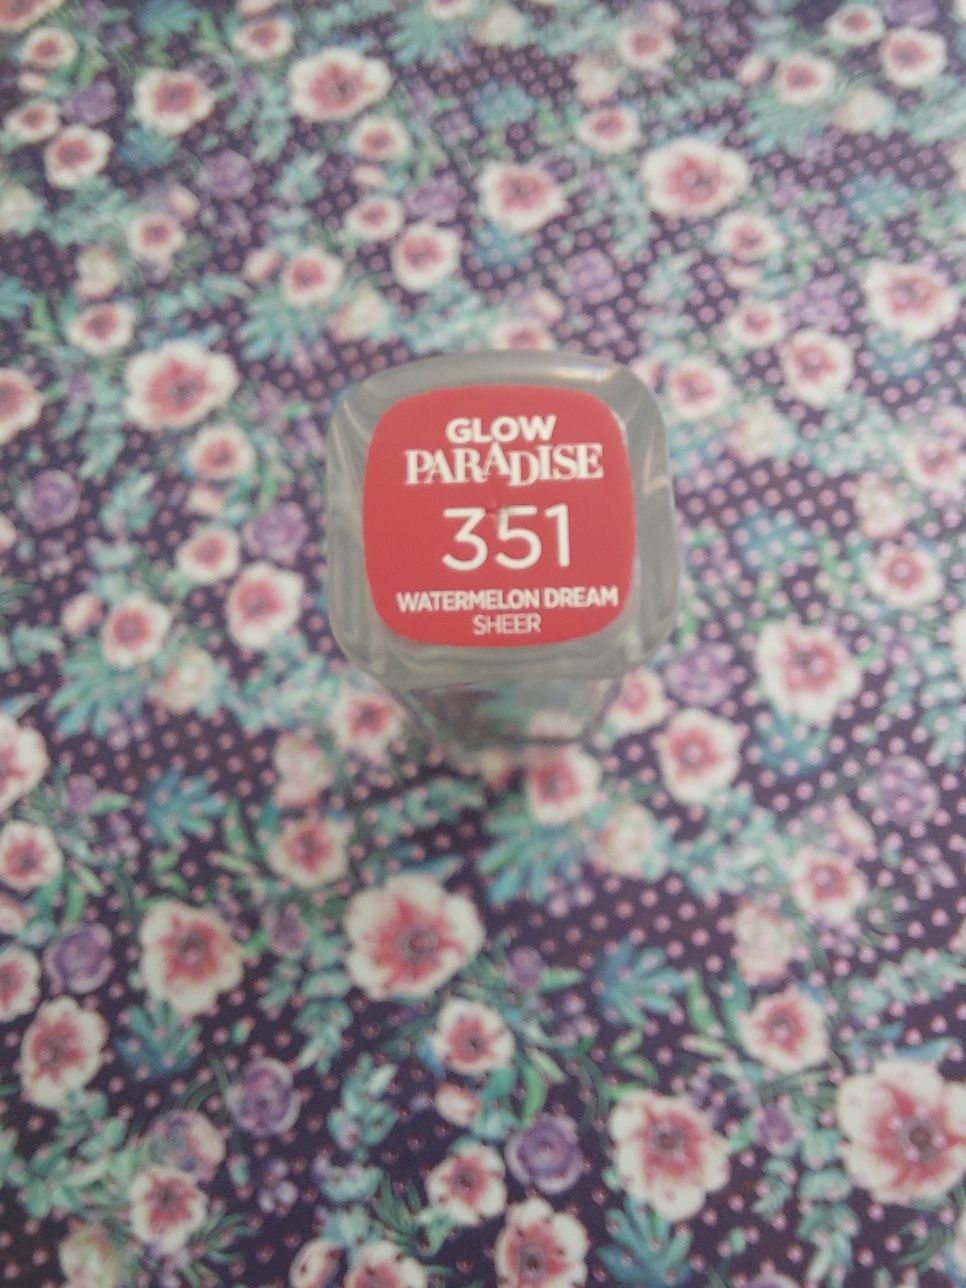 GLOW
PARADISE
351
WATERMELON DREAM
SHEER